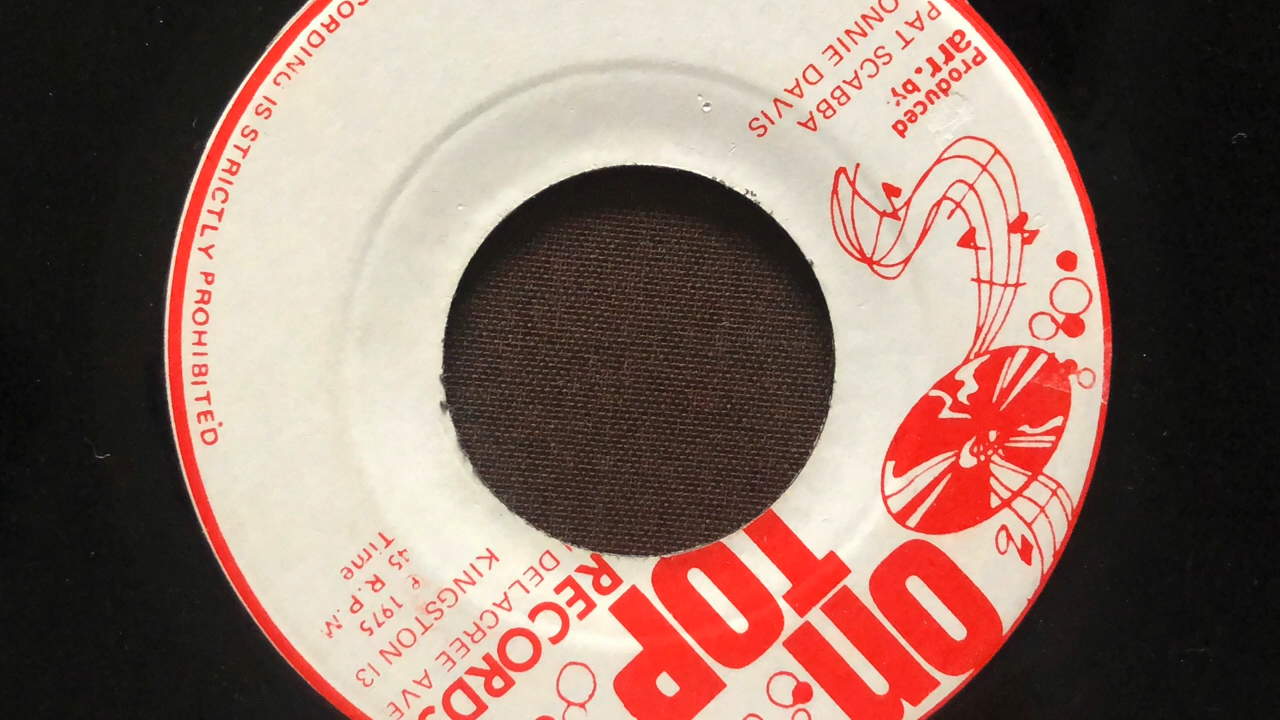 ON
TOP
RECORDS
DELACREE AVE
KINGSTON 13
℗ 1975
45 R.P.M
Time
Produced
arr. by:
PAT SCABBA
ONNIE DAVIS
CORDING IS STRICTLY PROHIBITED